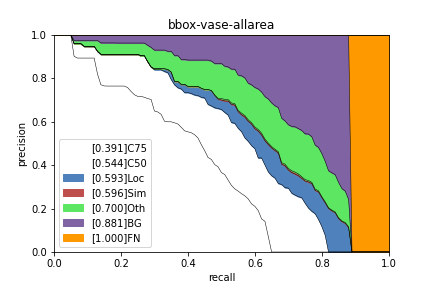 bbox-vase-allarea
1.0
0.8
0.6
0.4
0.2
0.0
precision
[0.391]C75
[0.544]C50
[0.593]Loc
[0.596]Sim
[0.700]Oth
[0.881]BG
[1.000]FN
0.0 0.2 0.4 0.6 0.8 1.0
recall